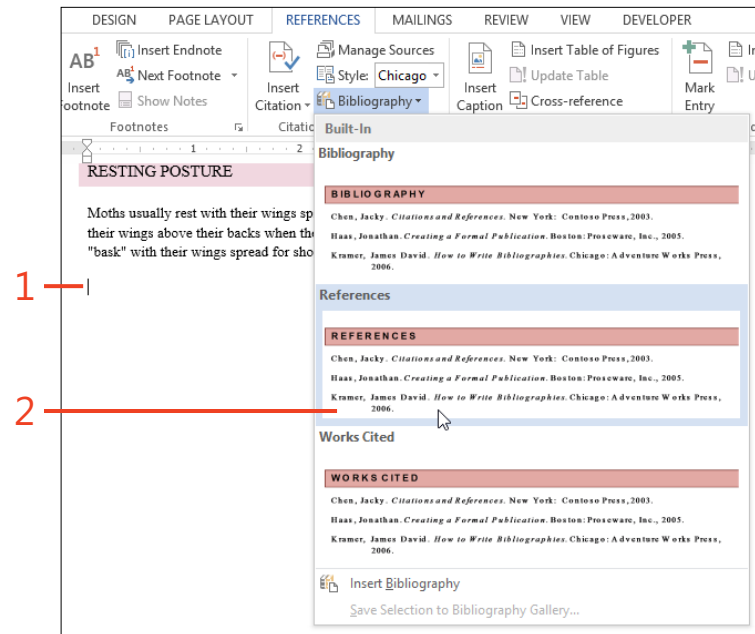 DESIGN PAGE LAYOUT REFERENCES MAILINGS REVIEW VIEW DEVELOPER
AB1
Insert
Footnote
Insert Endnote
Next Footnote
Show Notes
Footnotes
Insert
Citation
Manage Sources
Style: Chicago
Bibliography
Insert
Caption
Insert Table of Figures
Update Table
Cross-reference
Mark
Entry
1 2
RESTING POSTURE
Moths usually rest with their wings
their wings above their backs when
"bask" with their wings spread for
1
2
Built-In
Bibliography
BIBLIOGRAPHY
Chen, Jacky. Citations and References. New York: Contoso Press, 2003.
Haas, Jonathan. Creating a Formal Publication. Boston: Proseware, Inc., 2005.
Kramer, James David. How to Write Bibliographies. Chicago: Adventure Works Press,
2006.
References
REFERENCES
Chen, Jacky. Citations and References. New York: Contoso Press, 2003.
Haas, Jonathan. Creating a Formal Publication. Boston: Proseware, Inc., 2005.
Kramer, James David. How to Write Bibliographies. Chicago: Adventure Works Press,
2006.
Works Cited
WORKS CITED
Chen, Jacky. Citations and References. New York: Contoso Press, 2003.
Haas, Jonathan. Creating a Formal Publication. Boston: Proseware, Inc., 2005.
Kramer, James David. How to Write Bibliographies. Chicago: Adventure Works Press,
2006.
Insert Bibliography
Save Selection to Bibliography Gallery...